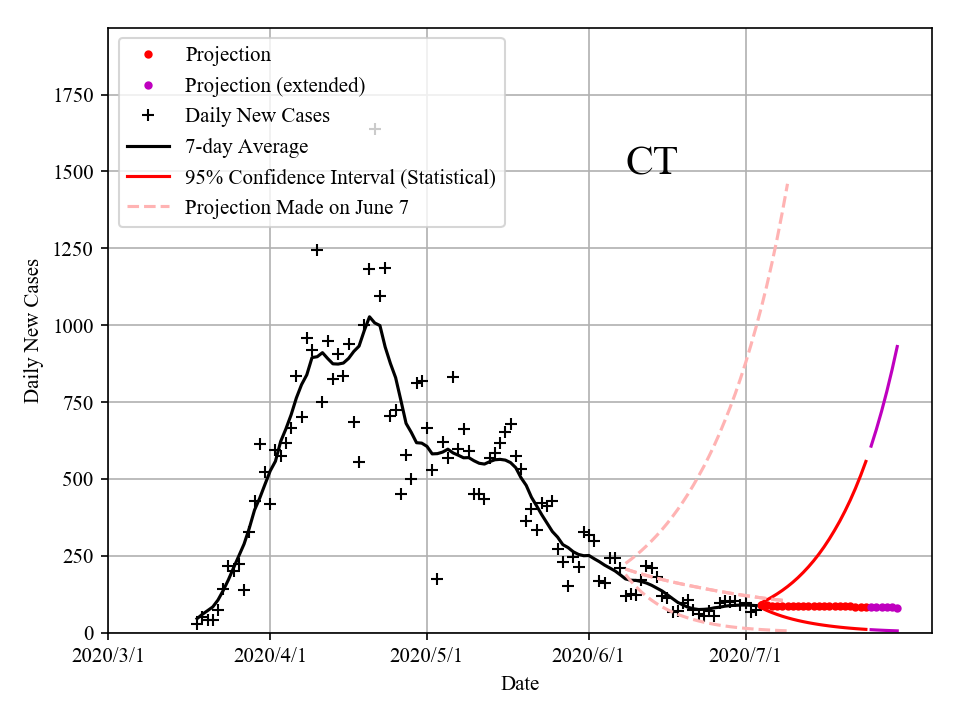 Projection
Projection (extended)
Daily New Cases
7-day Average
95% Confidence Interval (Statistical)
Projection Made on June 7
CT
1750
1500
1250
1000
750
500
250
0
Daily New Cases
2020/3/1 2020/4/1 2020/5/1 2020/6/1 2020/7/1
Date